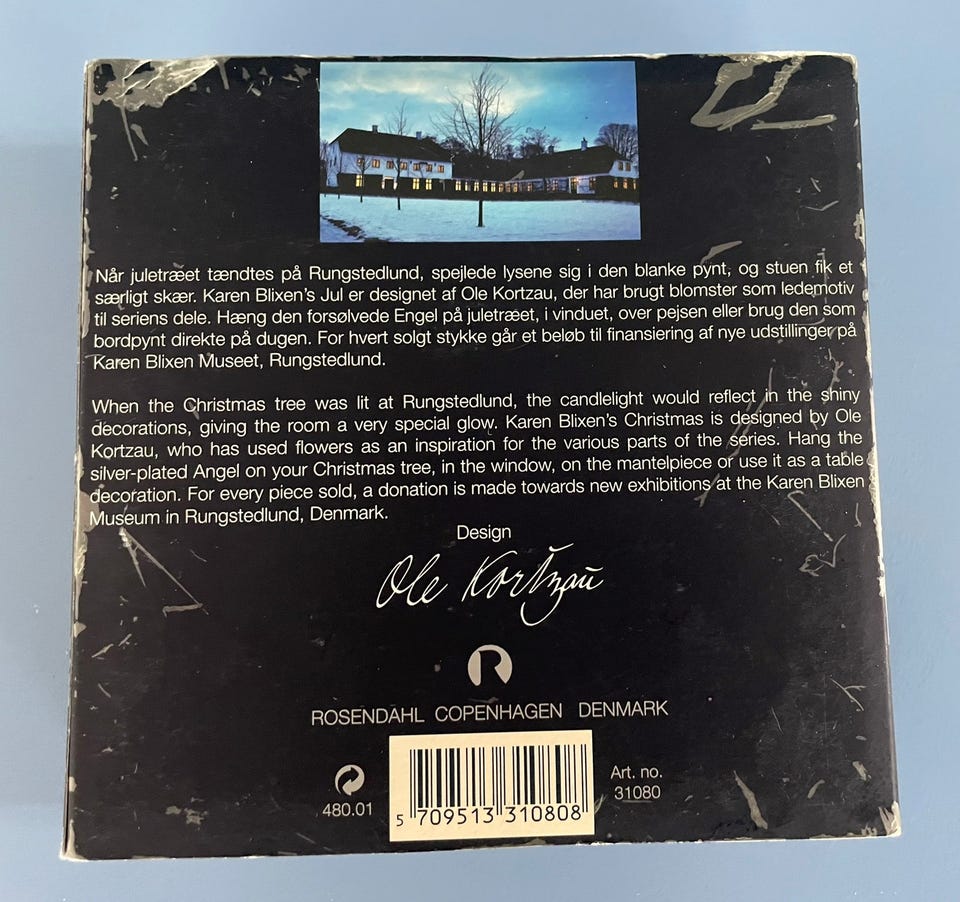 Når juletræet tændtes på Rungstedlund, spejlede lysene sig i den blanke pynt, og stuen fik et
særligt skær. Karen Blixen's Jul er designet af Ole Kortzau, der har brugt blomster som ledemotiv
til seriens dele. Hæng den forsølvede Engel på juletræet, i vinduet, over pejsen eller brug den som
bordpynt direkte på dugen. For hvert solgt stykke går et beløb til finansiering af nye udstillinger på
Karen Blixen Museet, Rungstedlund.
When the Christmas tree was lit at Rungstedlund, the candlelight would reflect in the shiny
decorations, giving the room a very special glow. Karen Blixen's Christmas is designed by Ole
Kortzau, who has used flowers as an inspiration for the various parts of the series. Hang the
silver-plated Angel on your Christmas tree, in the window, on the mantelpiece or use it as a table
decoration. For every piece sold, a donation is made towards new exhibitions at the Karen Blixen
Museum in Rungstedlund, Denmark.
Design
Ole Kortzau
R
ROSENDAHL COPENHAGEN DENMARK
480.01
5 709513 310808
Art. no.
31080